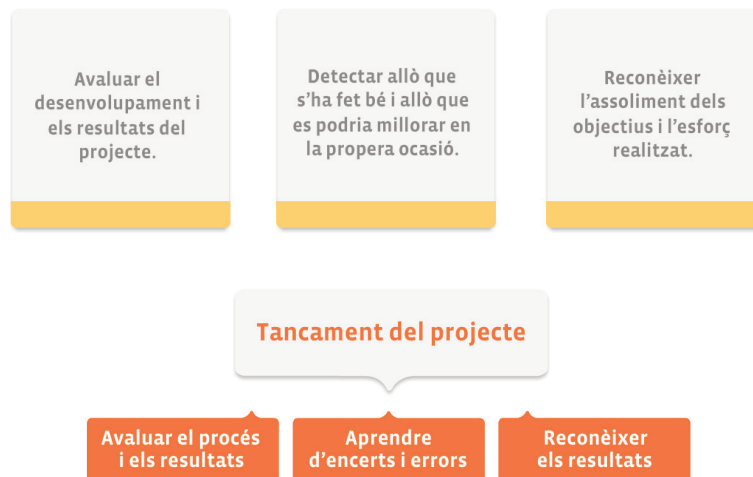 Avaluar el
desenvolupament i
els resultats del
projecte.
Detectar allò que
s'ha fet bé i allò que
es podria millorar en
la propera ocasió.
Reconèixer
l'assoliment dels
objectius i l'esforç
realitzat.
Tancament del projecte
Avaluar el procés
i els resultats
Aprendre
d'encerts i errors
Reconèixer
els resultats